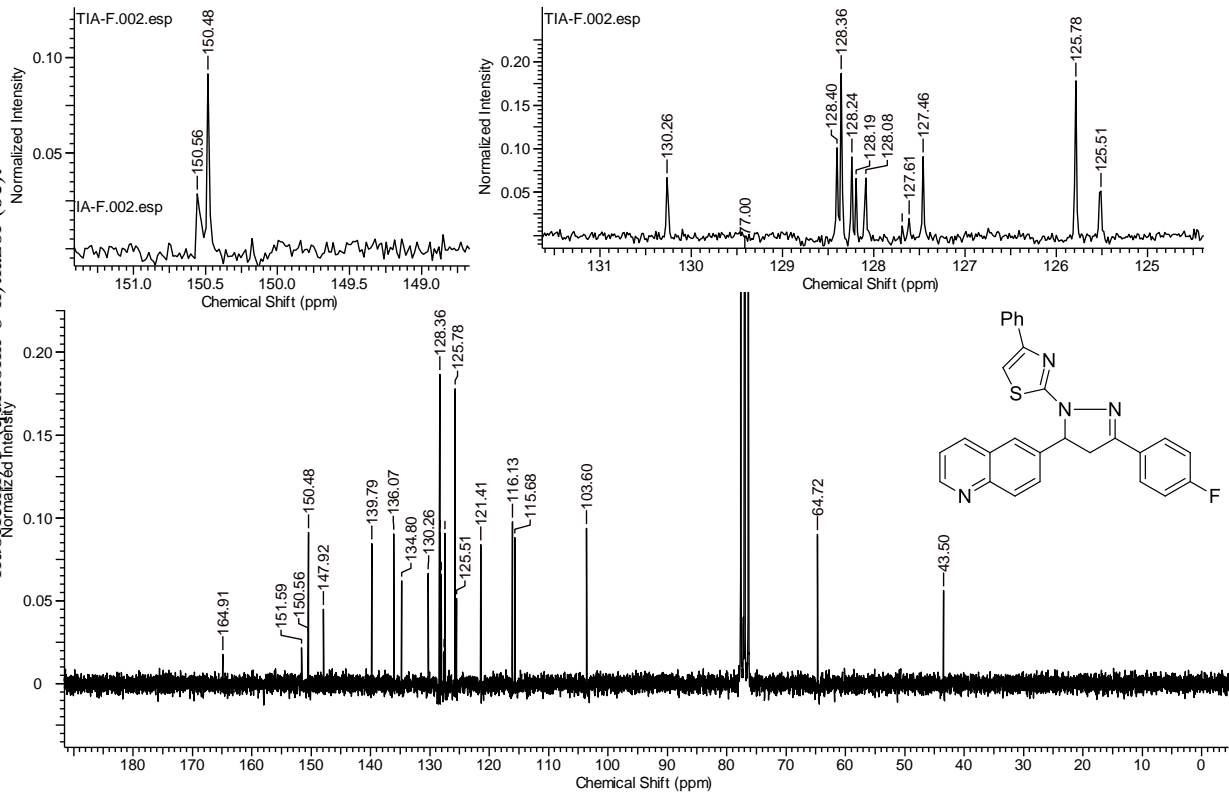 TIA-F.002.esp
150.48
150.56
0.10
0.05
Normalized Intensity
IA-F.002.esp
151.0 150.5 150.0 149.5 149.0
Chemical Shift (ppm)
TIA-F.002.esp
128.36
125.78
128.40
128.24
128.19
128.08
130.26
127.61
127.46
125.51
77.00
0.20
0.15
0.10
0.05
Normalized Intensity
131 130 129 128 127 126 125
Chemical Shift (ppm)
164.91
151.59
150.56
150.48
147.92
139.79
136.07
134.80
130.26
128.36
125.78
125.51
121.41
116.13
115.68
103.60
64.72
43.50
0.20
0.15
0.10
0.05
0
Normalized Intensity
180 170 160 150 140 130 120 110 100 90 80 70 60 50 40 30 20 10 0
Chemical Shift (ppm)
Ph
N
S
N N
N
F